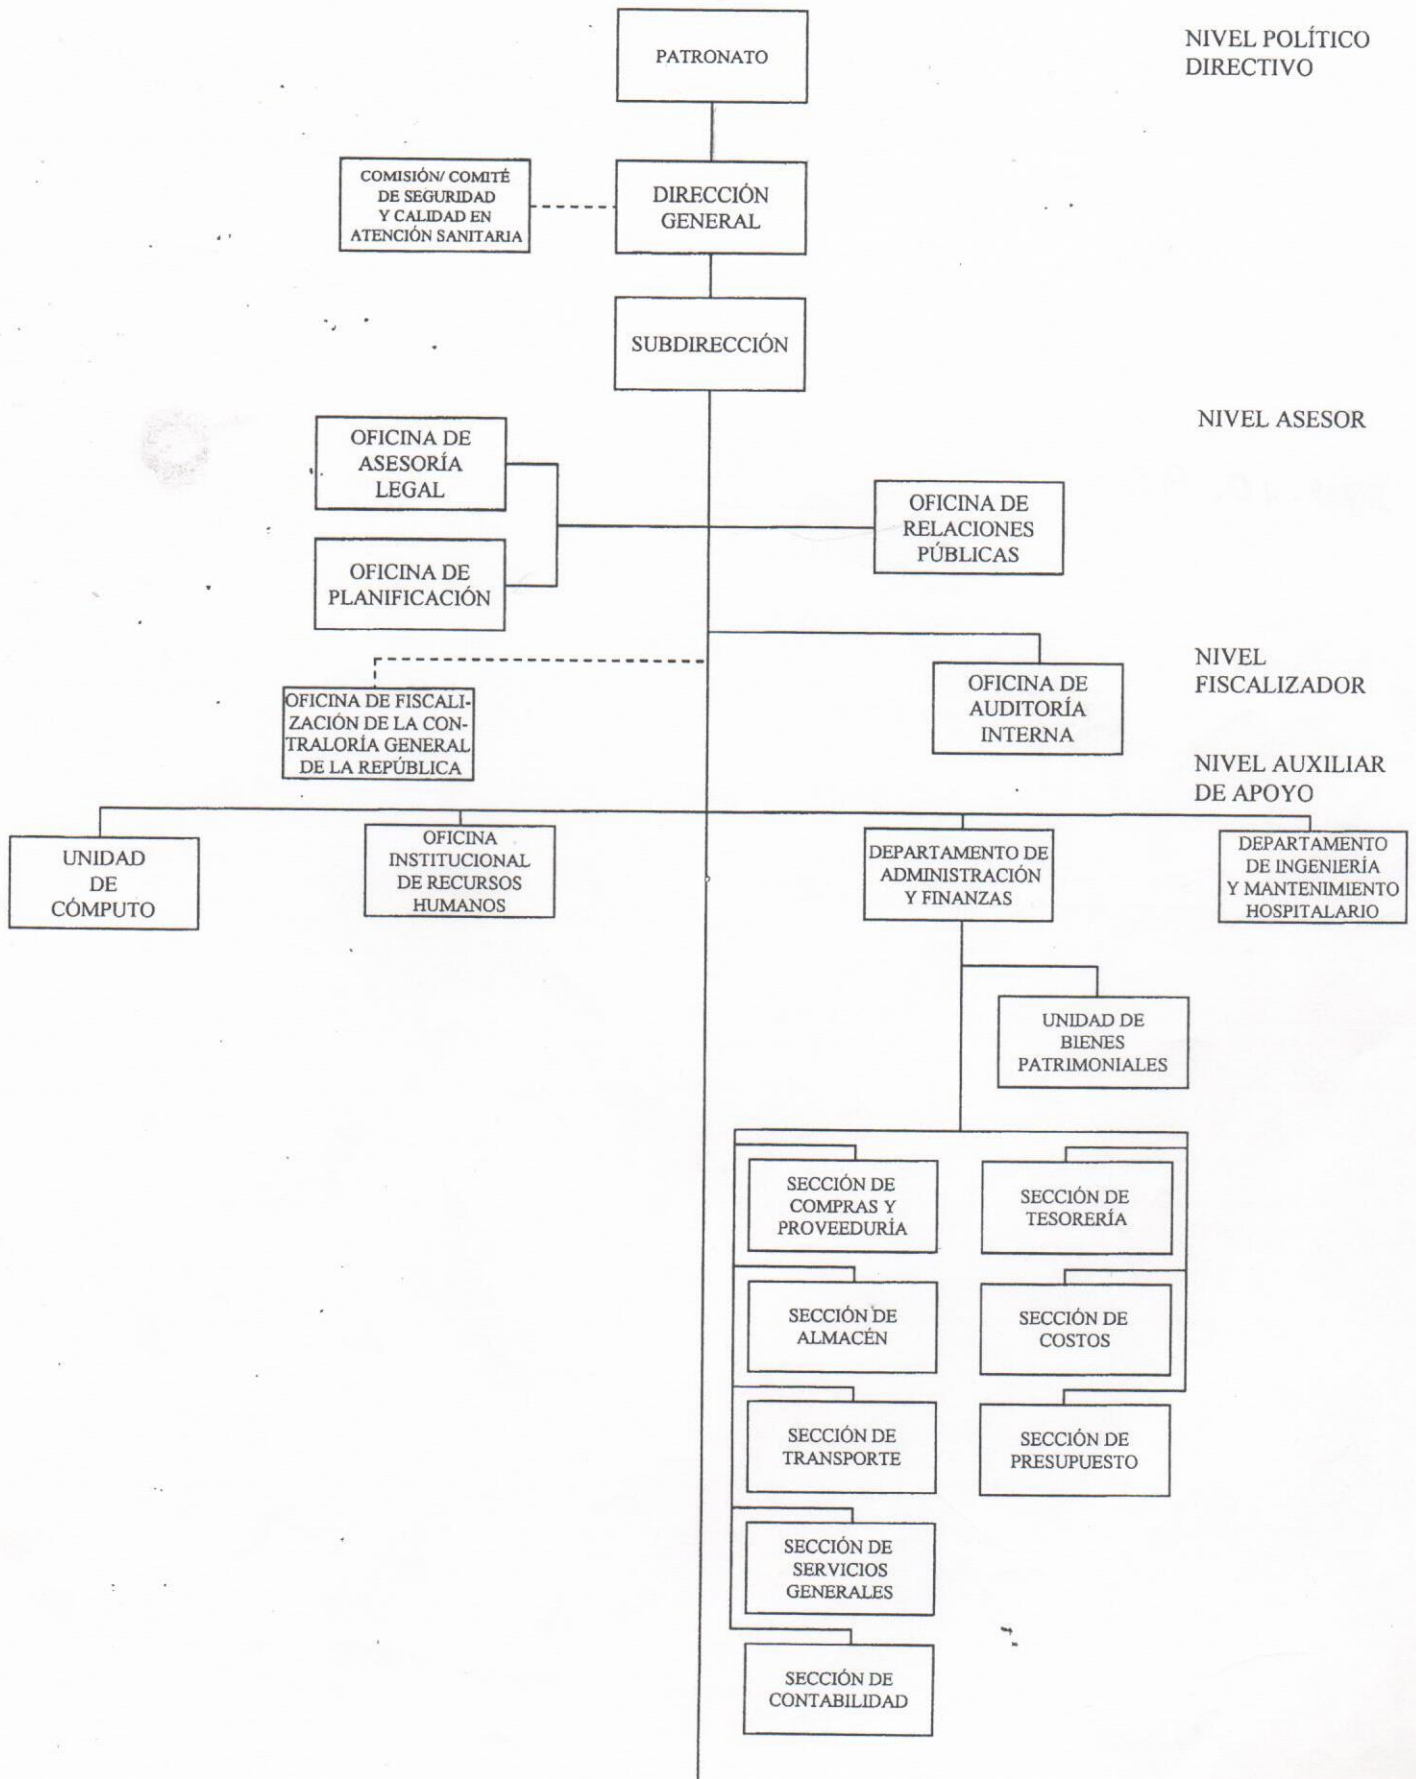 PATRONATO
NIVEL POLÍTICO
DIRECTIVO
COMISIÓN/ COMITÉ
DE SEGURIDAD
Y CALIDAD EN
ATENCIÓN SANITARIA
DIRECCIÓN
GENERAL
SUBDIRECCIÓN
NIVEL ASESOR
OFICINA DE
ASESORÍA
LEGAL
OFICINA DE
RELACIONES
PÚBLICAS
OFICINA DE
PLANIFICACIÓN
NIVEL
FISCALIZADOR
OFICINA DE FISCALI-
ZACIÓN DE LA CON-
TRALORÍA GENERAL
DE LA REPÚBLICA
OFICINA DE
AUDITORÍA
INTERNA
NIVEL AUXILIAR
DE APOYO
UNIDAD
DE
CÓMPUTO
OFICINA
INSTITUCIONAL
DE RECURSOS
HUMANOS
DEPARTAMENTO DE
ADMINISTRACIÓN
Y FINANZAS
DEPARTAMENTO
DE INGENIERÍA
Y MANTENIMIENTO
HOSPITALARIO
UNIDAD DE
BIENES
PATRIMONIALES
SECCIÓN DE
COMPRAS Y
PROVEEDURÍA
SECCIÓN DE
TESORERÍA
SECCIÓN DE
ALMACÉN
SECCIÓN DE
COSTOS
SECCIÓN DE
TRANSPORTE
SECCIÓN DE
PRESUPUESTO
SECCIÓN DE
SERVICIOS
GENERALES
SECCIÓN DE
CONTABILIDAD